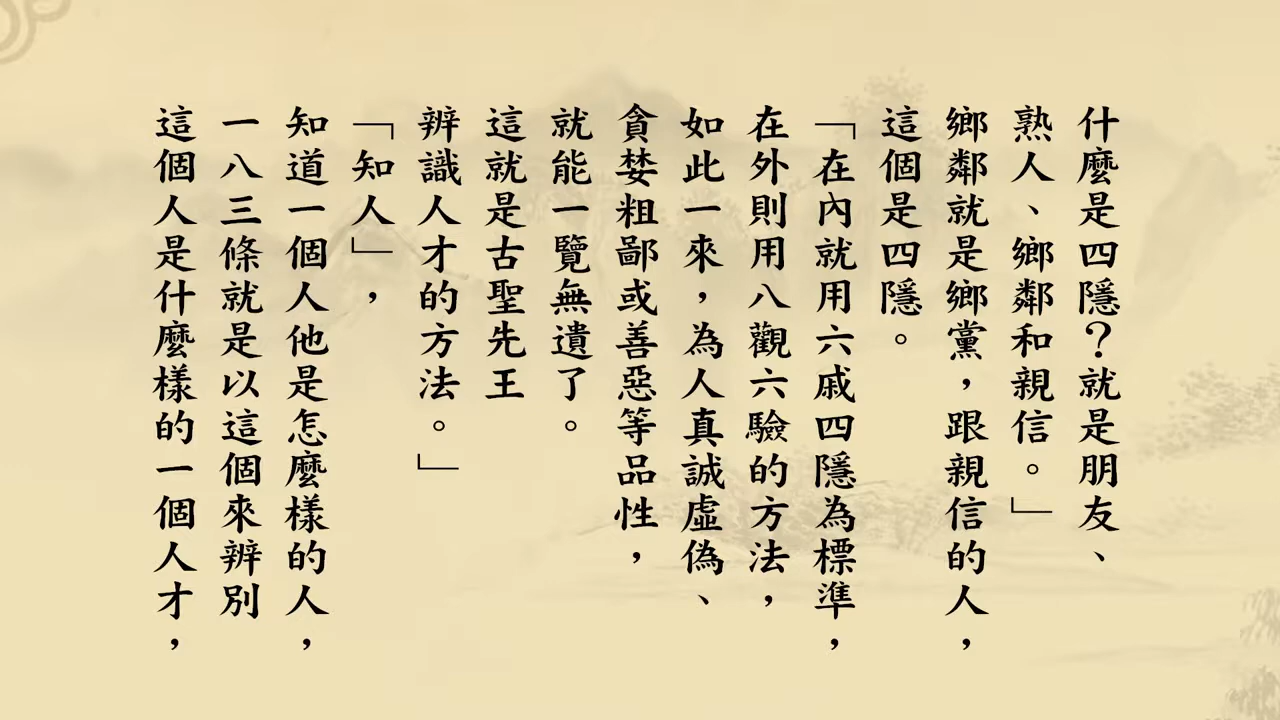 什麼是四隱?就是朋友、
熟人、鄉鄰和親信。」
鄉鄰就是鄉黨，跟親信的人，
這個是四隱。
「在內就用六戚四隱為標準，
在外則用八觀六驗的方法，
如此一來，為人真誠虛偽、
貪婪粗鄙或善惡等品性，
就能一覽無遺了。
這就是古聖先王
辨識人才的方法。」
「知人」，
知道一個人他是怎麼樣的人，
一八三條就是以這個來辨別
這個人是什麼樣的一個人才，